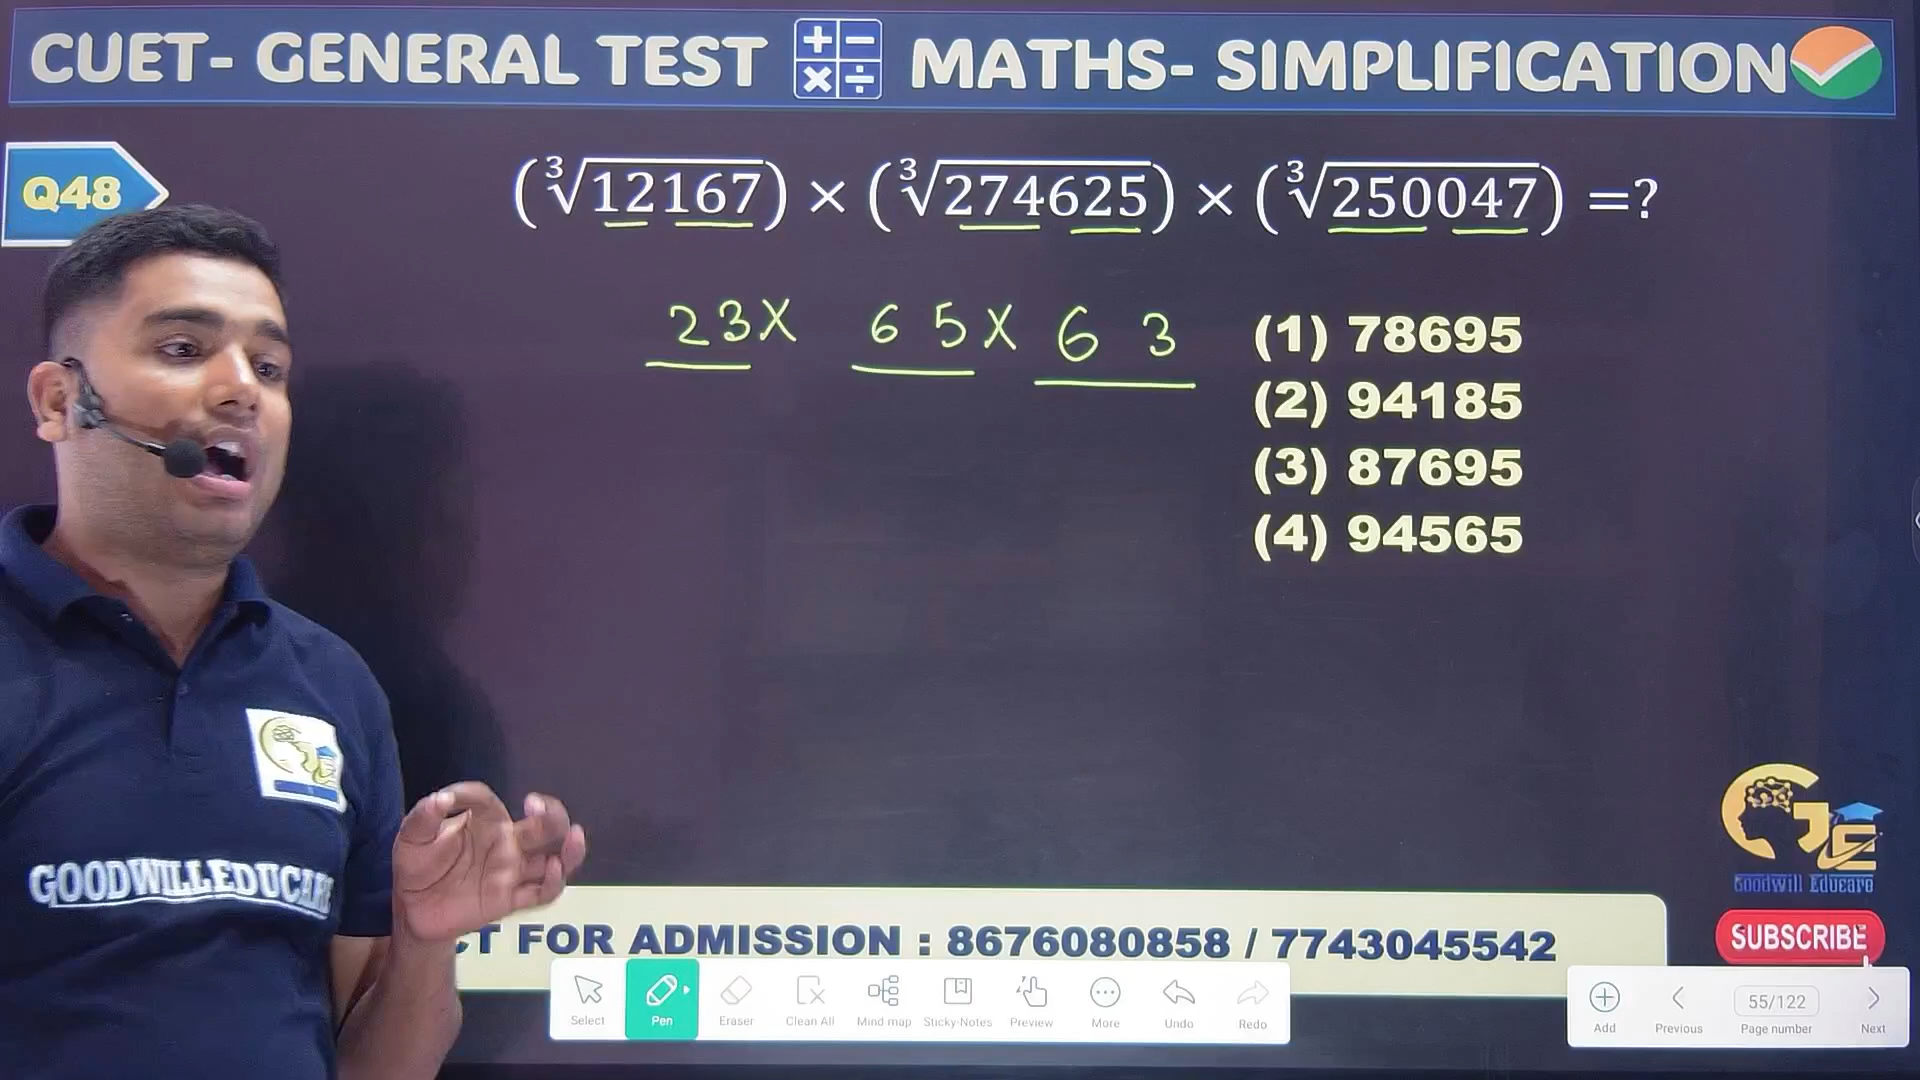 CUET- GENERAL TEST MATHS- SIMPLIFICATION
Q48
(∛12167) × (∛274625) × (∛250047) =?
23X 65X 63
(1) 78695
(2) 94185
(3) 87695
(4) 94565
GOODWILLEDUCARE
Goodwill Educare
SUBSCRIBE
CT FOR ADMISSION : 8676080858 / 7743045542
Select Pen Eraser Clean All Mind map Sticky-Notes Preview More Undo Redo
Add Previous 55/122 Page number Next